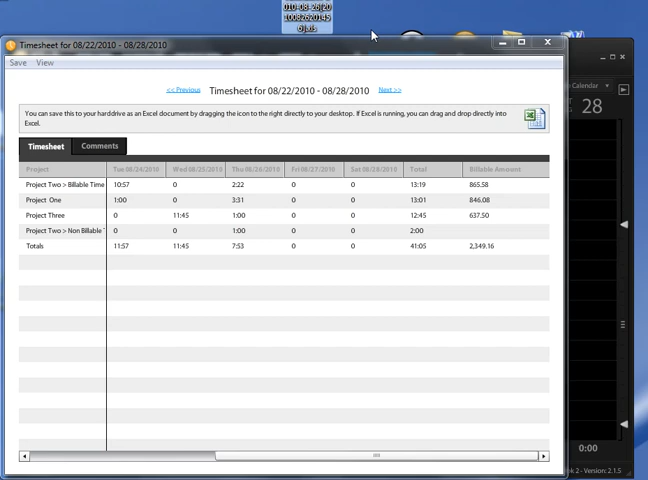 010-08-26[20
10082620145
6].xls
Timesheet for 08/22/2010 - 08/28/2010
Save View
<< Previous Timesheet for 08/22/2010 - 08/28/2010 Next >>
You can save this to your harddrive as an Excel document by dragging the icon to the right directly to your desktop. If Excel is running, you can drag and drop directly into
Excel.
Timesheet Comments
Project Tue 08/24/2010 Wed 08/25/2010 Thu 08/26/2010 Fri 08/27/2010 Sat 08/28/2010 Total Billable Amount
Project Two > Billable Time 10:57 0 2:22 0 0 13:19 865.58
Project One 1:00 0 3:31 0 0 13:01 846.08
Project Three 0 11:45 1:00 0 0 12:45 637.50
Project Two > Non Billable 0 0 1:00 0 0 2:00
Totals 11:57 11:45 7:53 0 0 41:05 2,349.16
Calendar
28
0:00
2 - Version: 2.1.5